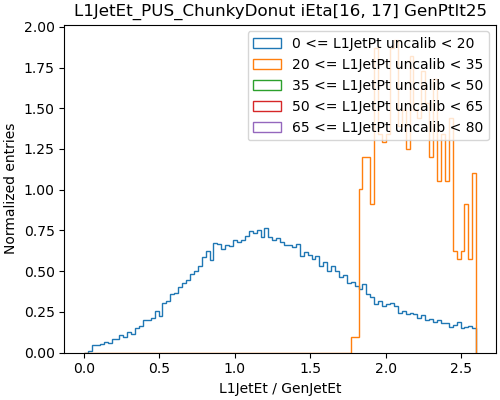 L1JetEt_PUS_ChunkyDonut iEta[16, 17] GenPtlt25
0 <= L1JetPt uncalib < 20
20 <= L1JetPt uncalib < 35
35 <= L1JetPt uncalib < 50
50 <= L1JetPt uncalib < 65
65 <= L1JetPt uncalib < 80
Normalized entries
2.00
1.75
1.50
1.25
1.00
0.75
0.50
0.25
0.00
0.0 0.5 1.0 1.5 2.0 2.5
L1JetEt / GenJetEt